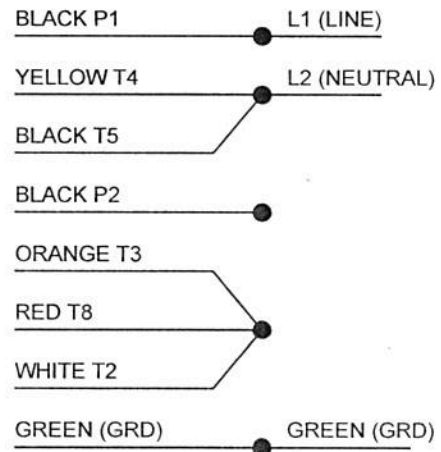 BLACK P1 L1 (LINE)
YELLOW T4 L2 (NEUTRAL)
BLACK T5
BLACK P2
ORANGE T3
RED T8
WHITE T2
GREEN (GRD) GREEN (GRD)